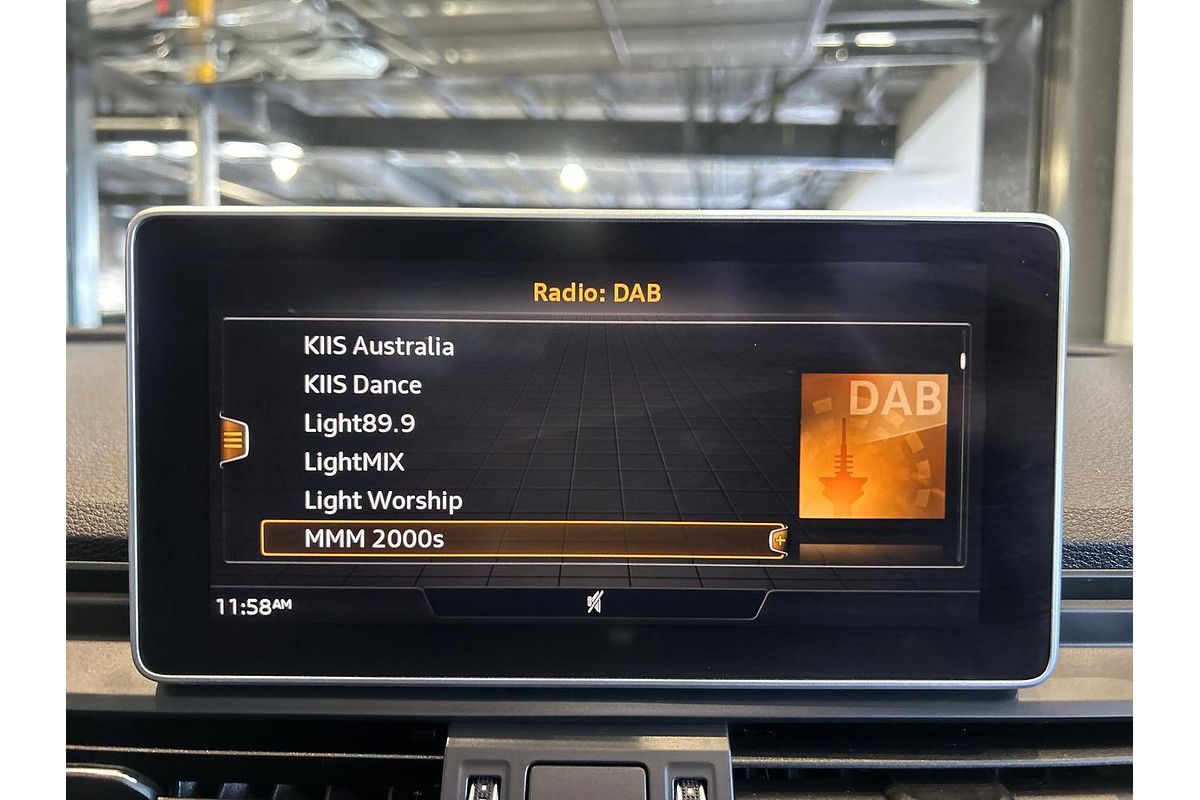 Radio: DAB
KIIS Australia
KIIS Dance
Light89.9
LightMIX
Light Worship
MMM 2000s
DAB
11:58AM